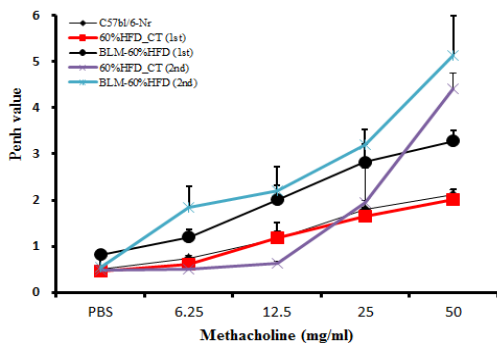 C57bl/6-Nr
60%HFD_CT (1st)
BLM-60%HFD (1st)
60%HFD_CT (2nd)
BLM-60%HFD (2nd)
Penh value
6
5
4
3
2
1
0
PBS 6.25 12.5 25 50
Methacholine (mg/ml)